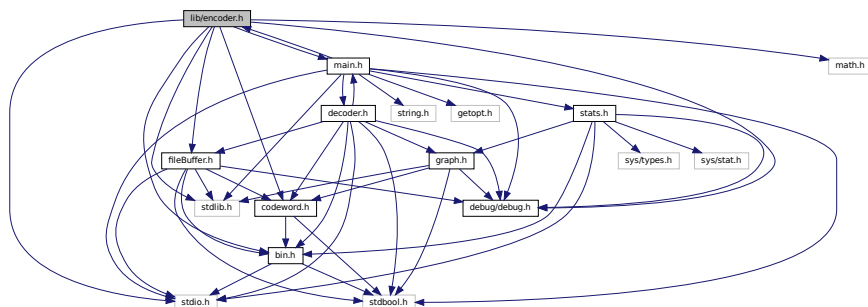 lib/encoder.h
main.h
math.h
decoder.h
string.h
getopt.h
stats.h
fileBuffer.h
graph.h
sys/types.h
sys/stat.h
stdlib.h
codeword.h
debug/debug.h
bin.h
stdio.h
stdbool.h